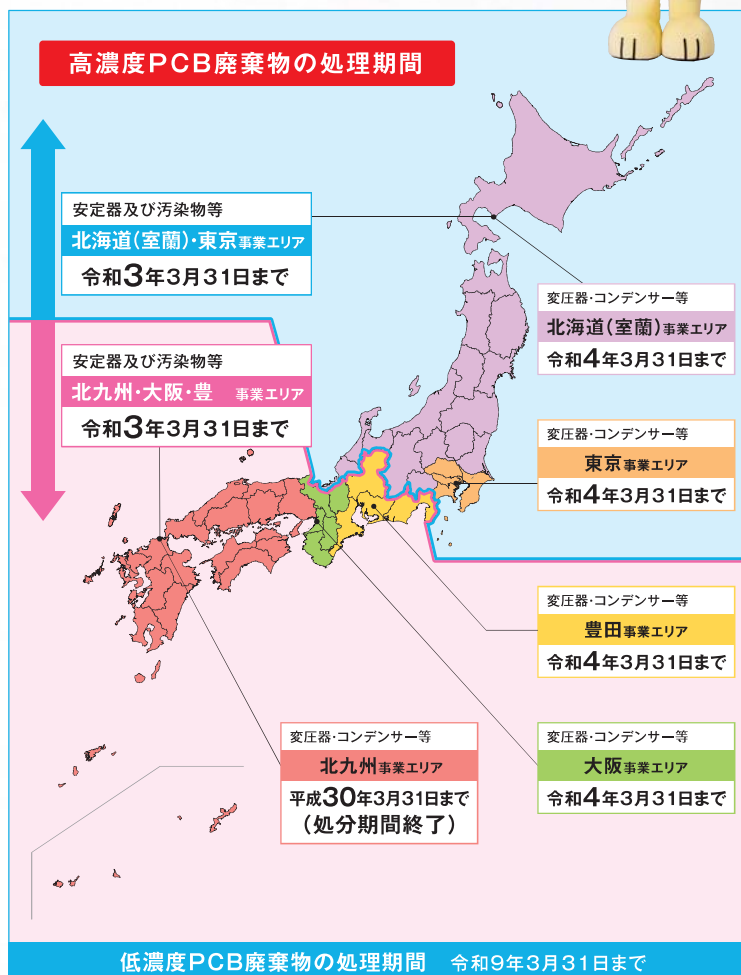 高濃度PCB廃棄物の処理期間
安定器及び汚染物等
北海道(室蘭)・東京事業エリア
令和3年3月31日まで
変圧器・コンデンサー等
北海道(室蘭)事業エリア
令和4年3月31日まで
安定器及び汚染物等
北九州・大阪・豊 事業エリア
令和3年3月31日まで
変圧器・コンデンサー等
東京事業エリア
令和4年3月31日まで
変圧器・コンデンサー等
豊田事業エリア
令和4年3月31日まで
変圧器・コンデンサー等
北九州事業エリア
平成30年3月31日まで
(処分期間終了)
変圧器・コンデンサー等
大阪事業エリア
令和4年3月31日まで
低濃度PCB廃棄物の処理期間 令和9年3月31日まで